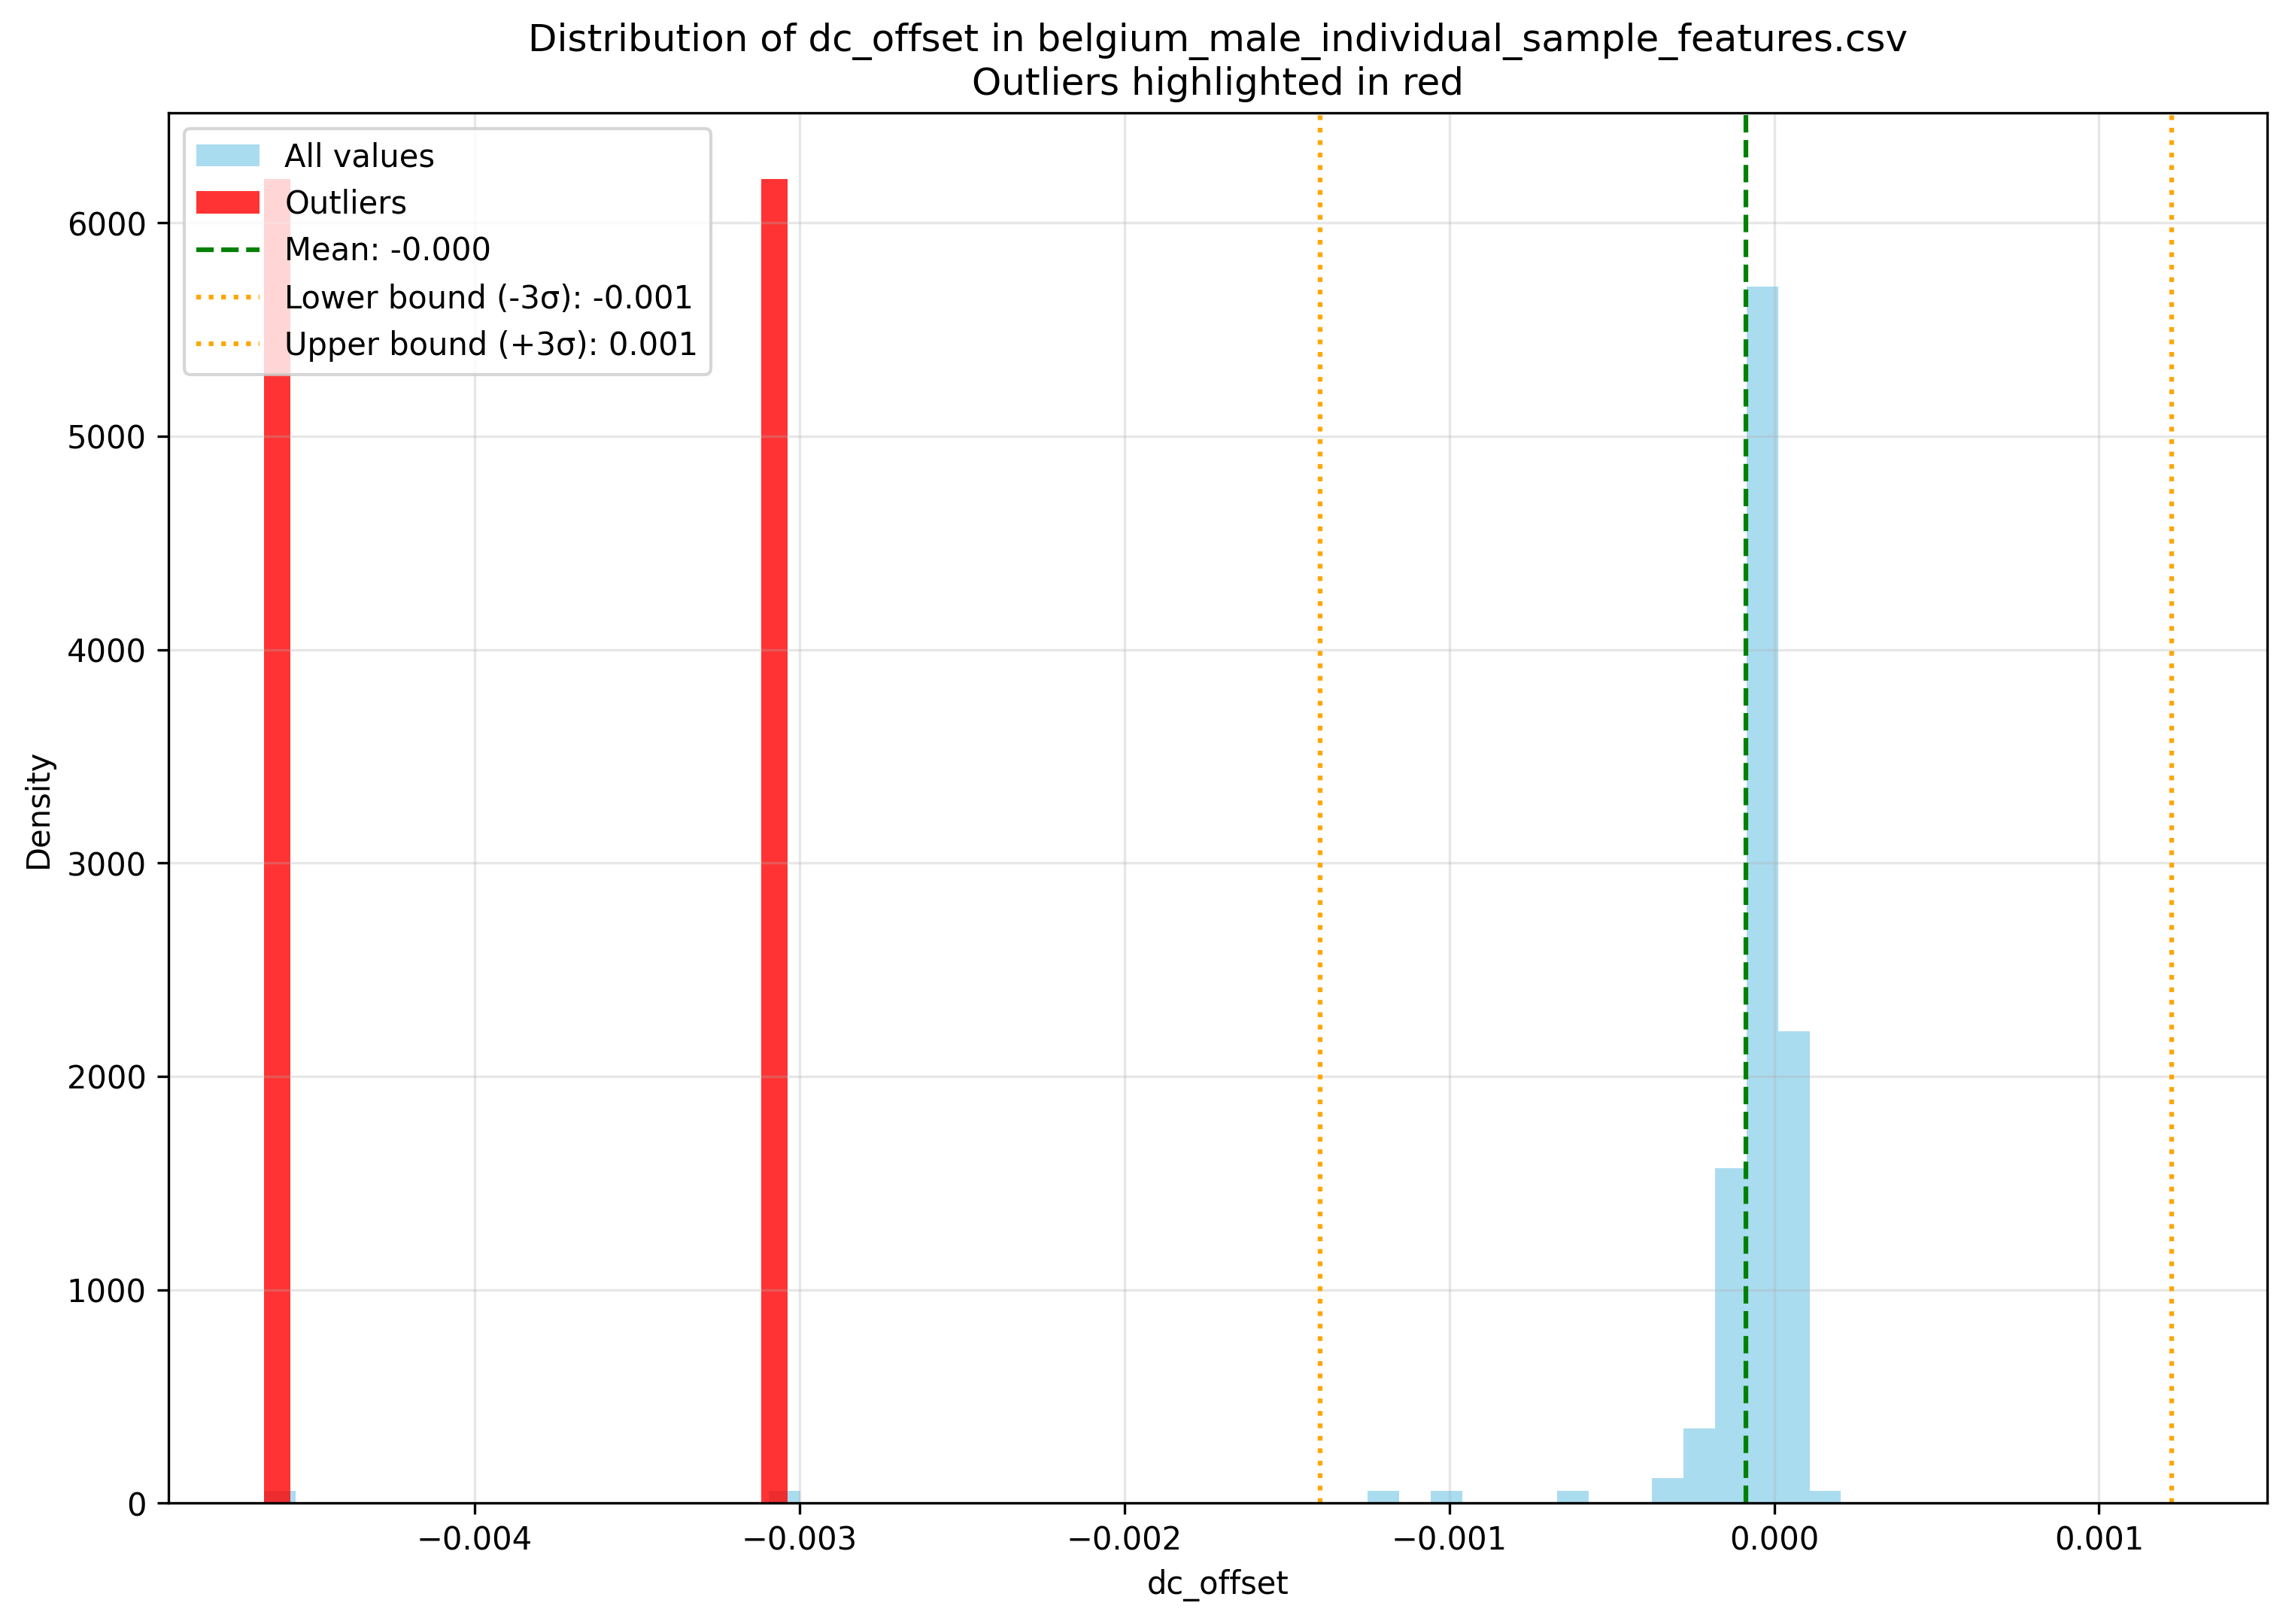 Distribution of dc_offset in belgium_male_individual_sample_features.csv
Outliers highlighted in red
All values
Outliers
Mean: -0.000
Lower bound (-3σ): -0.001
Upper bound (+3σ): 0.001
6000
5000
4000
3000
2000
1000
0
Density
−0.004
−0.003
−0.002
−0.001
0.000
0.001
dc_offset